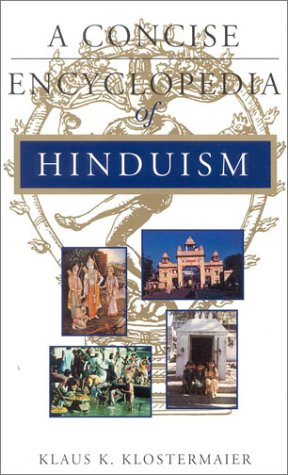 A CONCISE
ENCYCLOPEDIA
of
HINDUISM
KLAUS K. KLOSTERMAIER